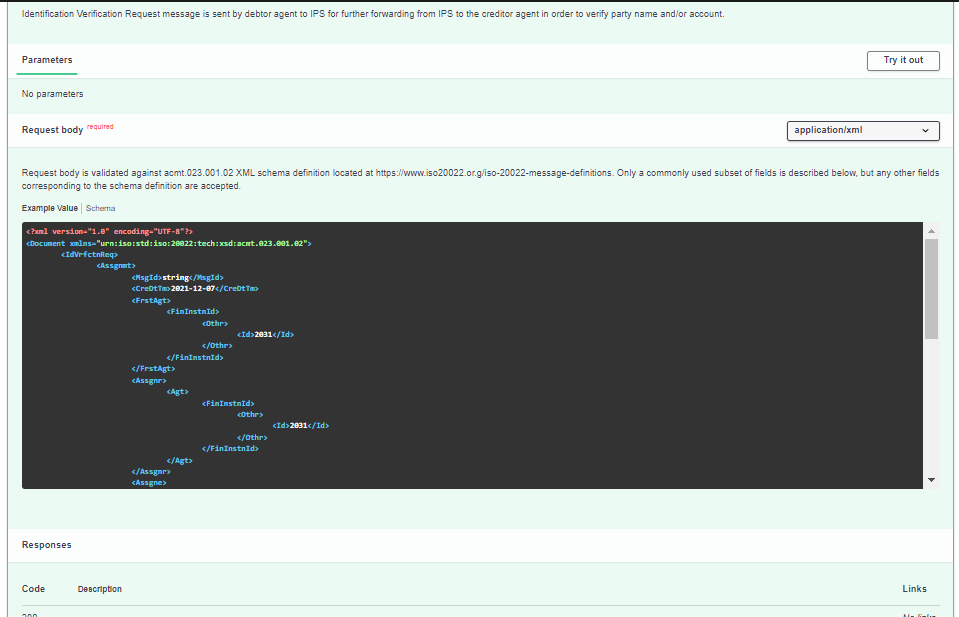 Identification Verification Request message is sent by debtor agent to IPS for further forwarding from IPS to the creditor agent in order to verify party name and/or account.
Parameters
Try it out
No parameters
Request body required
application/xml
Request body is validated against acmt.023.001.02 XML schema definition located at https://www.iso20022.or.g/iso-20022-message-definitions. Only a commonly used subset of fields is described below, but any other fields
corresponding to the schema definition are accepted.
Example Value | Schema
<?xml version="1.0" encoding="UTF-8"?>
<Document xmlns="urn:iso:std:iso:20022:tech:xsd:acmt.023.001.02">
<IdVrfctnReq>
<Assgnmt>
<MsgId>string</MsgId>
<CreDtTm>2021-12-07</CreDtTm>
<FrstAgt>
<FinInstnId>
<Othr>
<Id>2031</Id>
</Othr>
</FinInstnId>
</FrstAgt>
<Assgnr>
<Agt>
<FinInstnId>
<Othr>
<Id>2031</Id>
</Othr>
</FinInstnId>
</Agt>
</Assgnr>
<Assgne>
Responses
Code Description Links